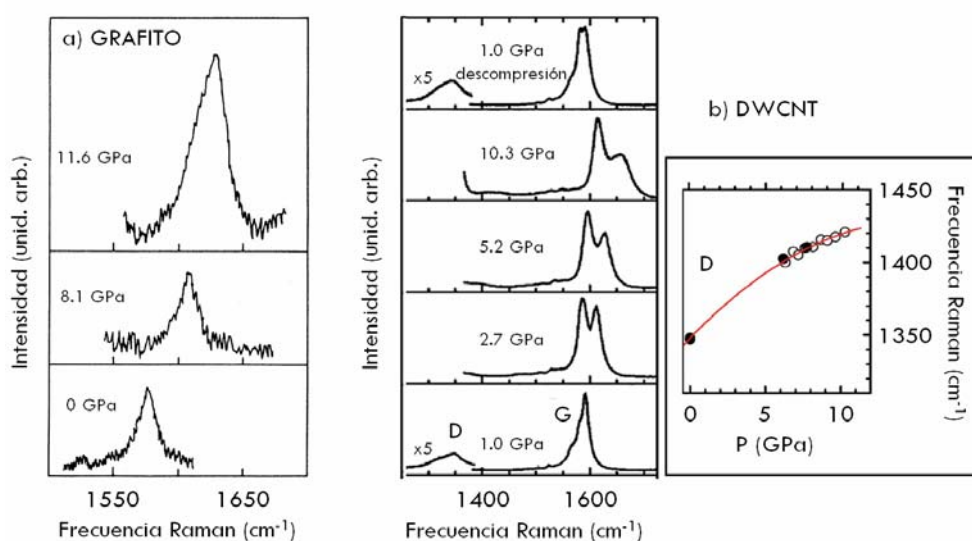 a) GRAFITO
11.6 GPa
8.1 GPa
0 GPa
Intensidad (unid. arb.)
1550 1650
Frecuencia Raman (cm-1)
1.0 GPa
descompresión
x5
10.3 GPa
5.2 GPa
2.7 GPa
D G
x5 1.0 GPa
Intensidad (unid. arb.)
1400 1600
Frecuencia Raman (cm-1)
b) DWCNT
D
1450
1400
1350
Frecuencia Raman (cm-1)
0 5 10
P (GPa)